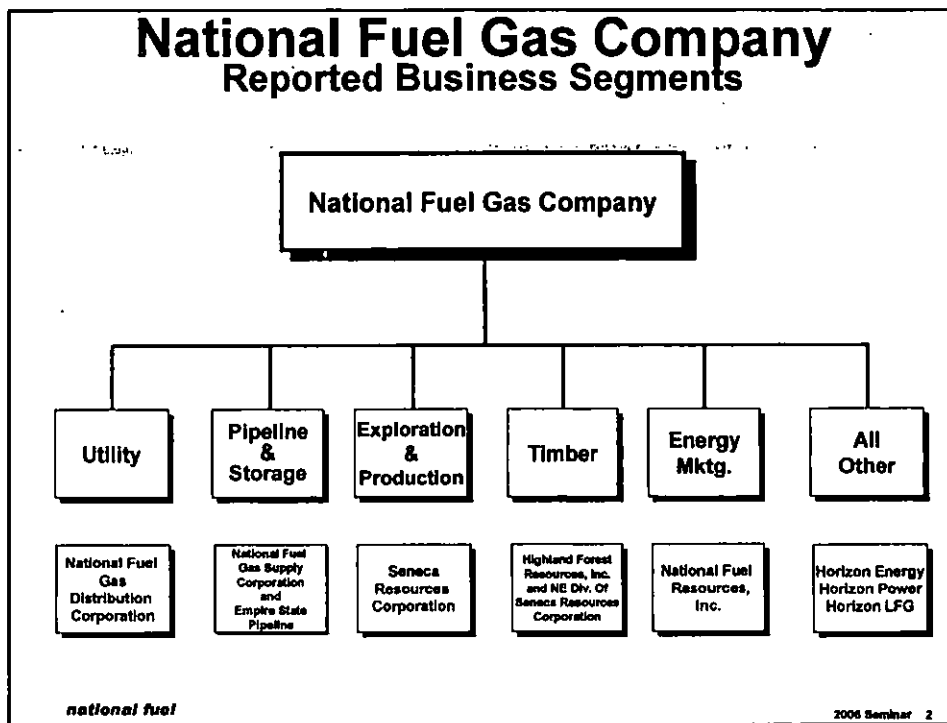 National Fuel Gas Company
Reported Business Segments
National Fuel Gas Company
Utility
Pipeline
&
Storage
Exploration
&
Production
Timber
Energy
Mktg.
All
Other
National Fuel
Gas
Distribution
Corporation
National Fuel
Gas Supply
Corporation
and
Empire State
Pipeline
Seneca
Resources
Corporation
Highland Forest
Resources, Inc.
and NE Div. Of
Seneca Resources
Corporation
National Fuel
Resources,
Inc.
Horizon Energy
Horizon Power
Horizon LFG
national fuel
2006 Seminar 2